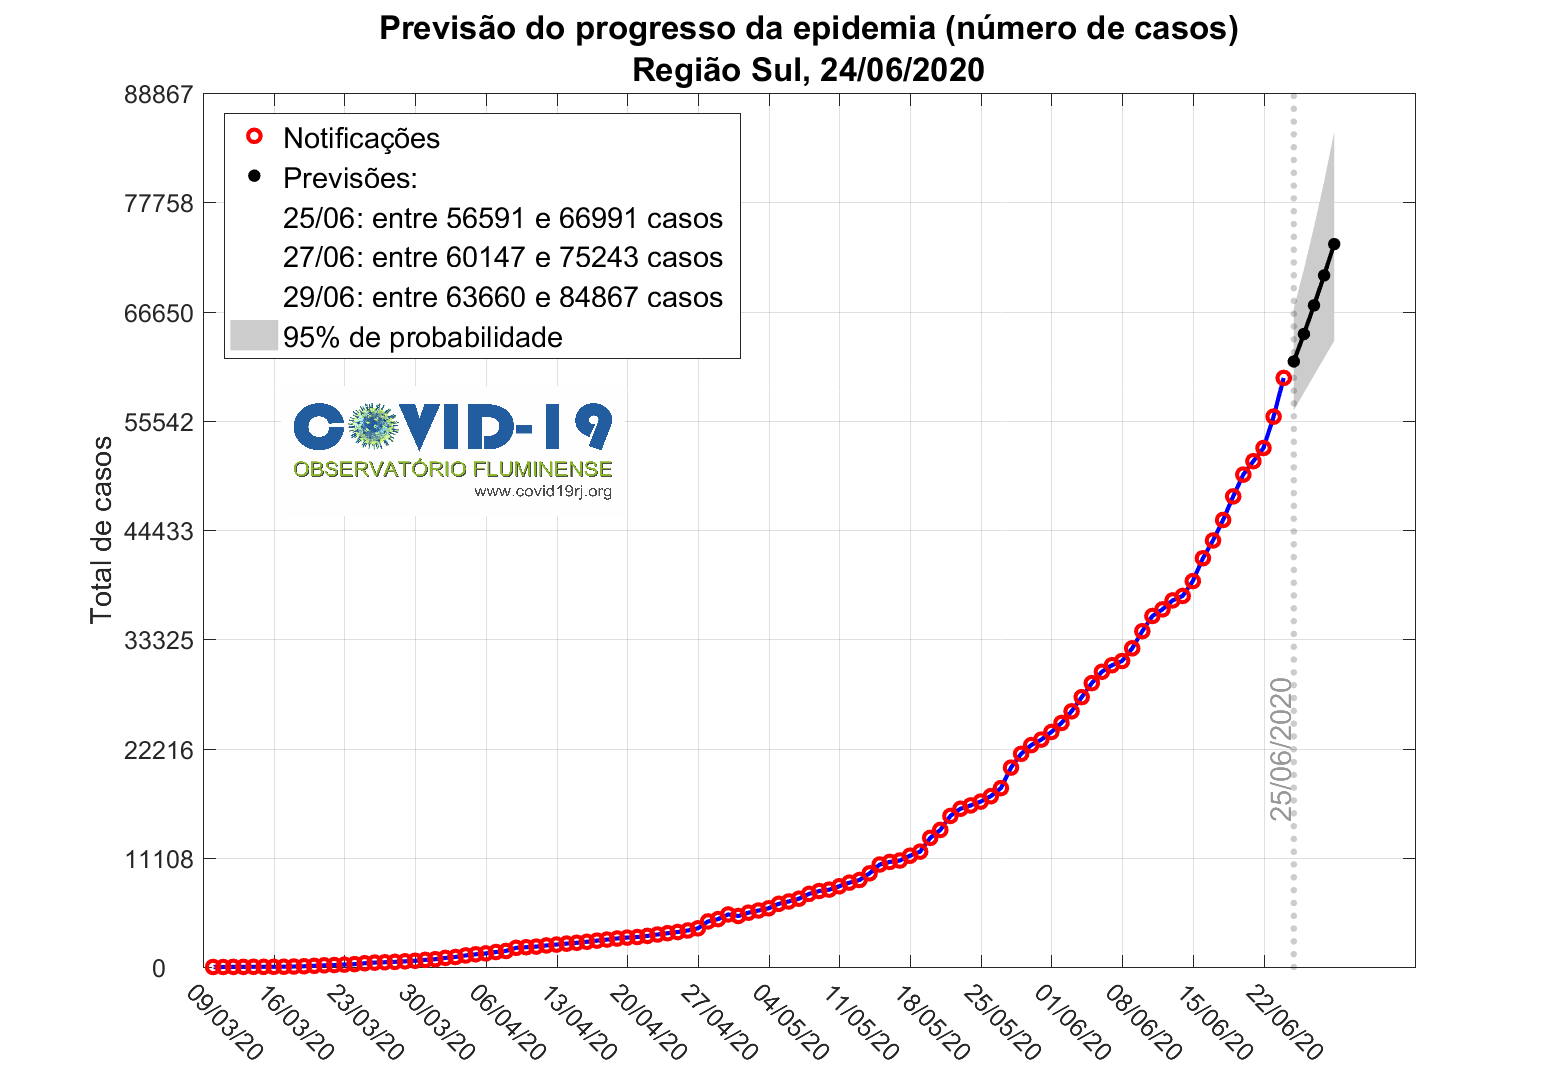 Previsão do progresso da epidemia (número de casos)
Região Sul, 24/06/2020
88867
77758
66650
55542
44433
33325
22216
11108
0
Total de casos
Notificações
Previsões:
25/06: entre 56591 e 66991 casos
27/06: entre 60147 e 75243 casos
29/06: entre 63660 e 84867 casos
95% de probabilidade
COVID-19
OBSERVATÓRIO FLUMINENSE
www.covid19rj.org
25/06/2020
09/03/20
16/03/20
23/03/20
30/03/20
06/04/20
13/04/20
20/04/20
27/04/20
04/05/20
11/05/20
18/05/20
25/05/20
01/06/20
08/06/20
15/06/20
22/06/20